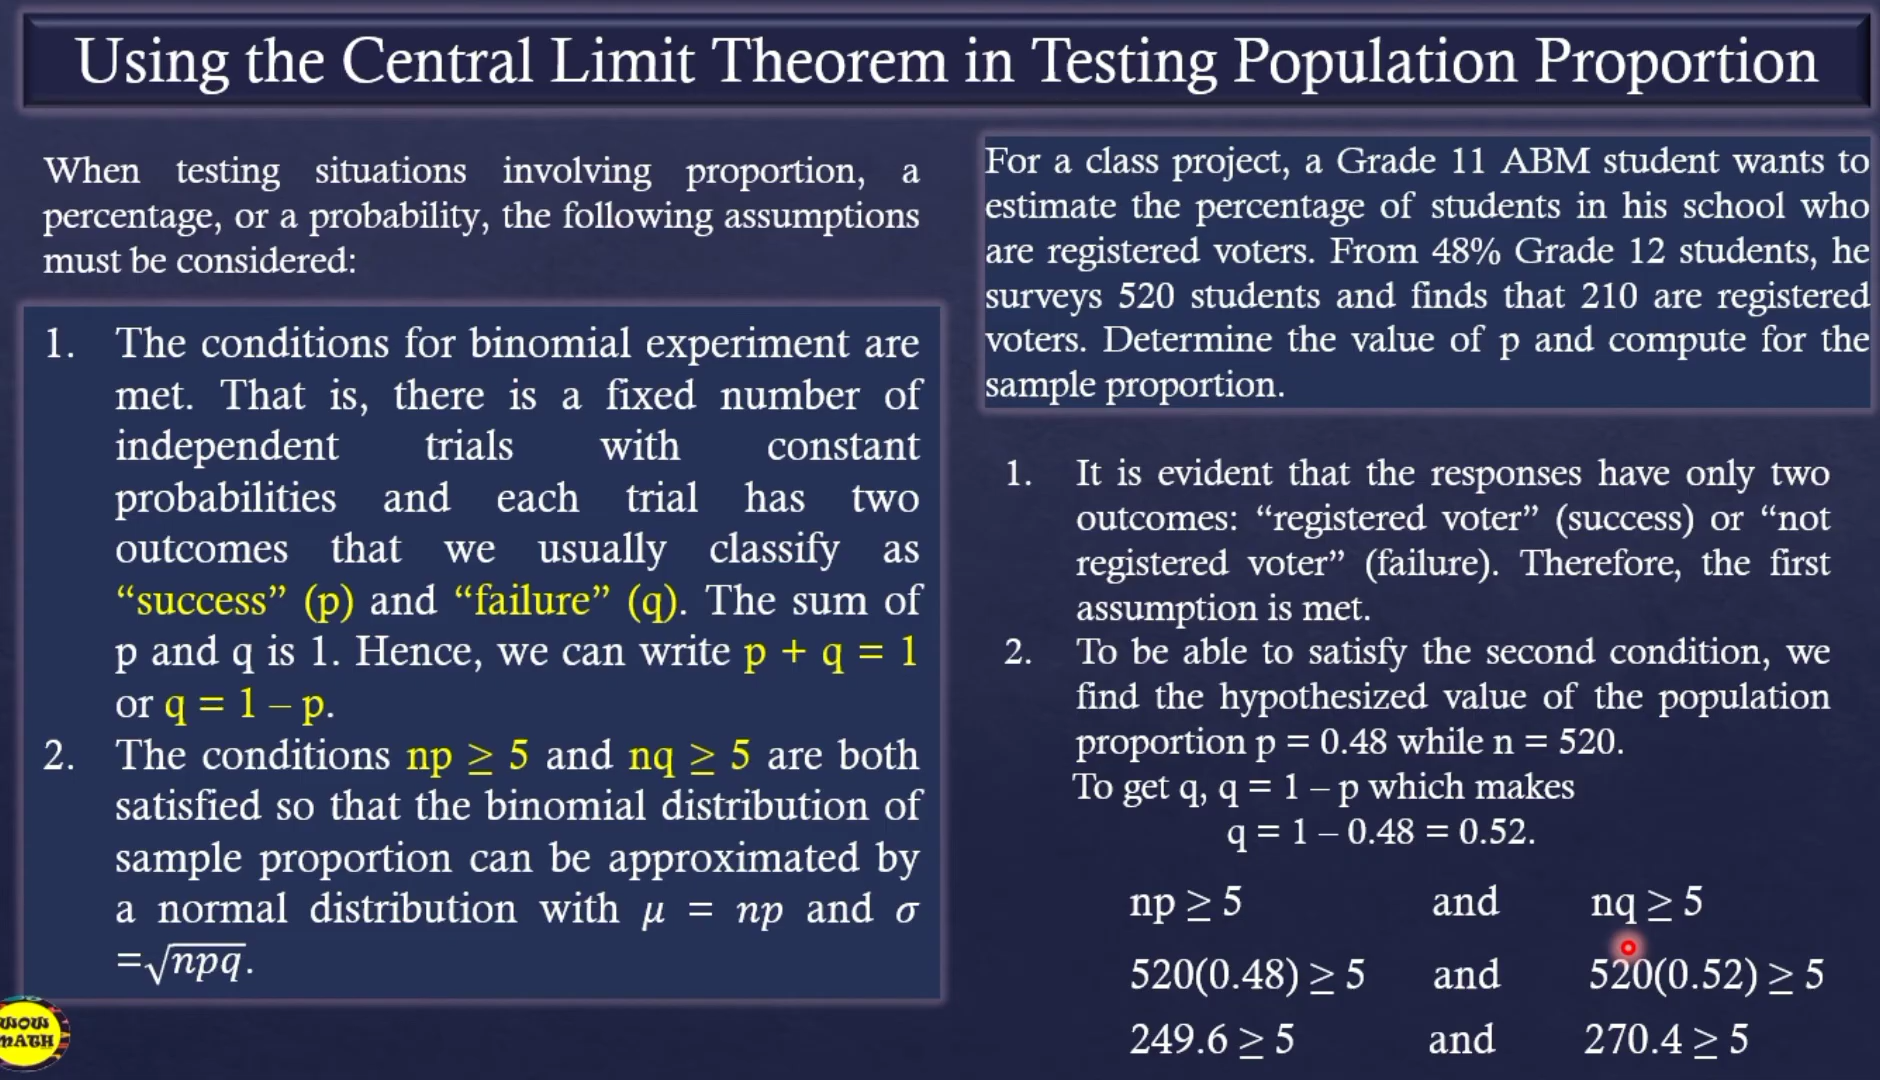 Using the Central Limit Theorem in Testing Population Proportion
When testing situations involving proportion, a
percentage, or a probability, the following assumptions
must be considered:
1. The conditions for binomial experiment are
met. That is, there is a fixed number of
independent trials with constant
probabilities and each trial has two
outcomes that we usually classify as
“success” (p) and “failure” (q). The sum of
p and q is 1. Hence, we can write p + q = 1
or q = 1 – p.
2. The conditions np ≥ 5 and nq ≥ 5 are both
satisfied so that the binomial distribution of
sample proportion can be approximated by
a normal distribution with μ = np and σ
=√npq.
WOW
MATH
For a class project, a Grade 11 ABM student wants to
estimate the percentage of students in his school who
are registered voters. From 48% Grade 12 students, he
surveys 520 students and finds that 210 are registered
voters. Determine the value of p and compute for the
sample proportion.
1. It is evident that the responses have only two
outcomes: “registered voter” (success) or “not
registered voter” (failure). Therefore, the first
assumption is met.
2. To be able to satisfy the second condition, we
find the hypothesized value of the population
proportion p = 0.48 while n = 520.
To get q, q = 1 – p which makes
q = 1 – 0.48 = 0.52.
np ≥ 5 and nq ≥ 5
520(0.48) ≥ 5 and 520(0.52) ≥ 5
249.6 ≥ 5 and 270.4 ≥ 5